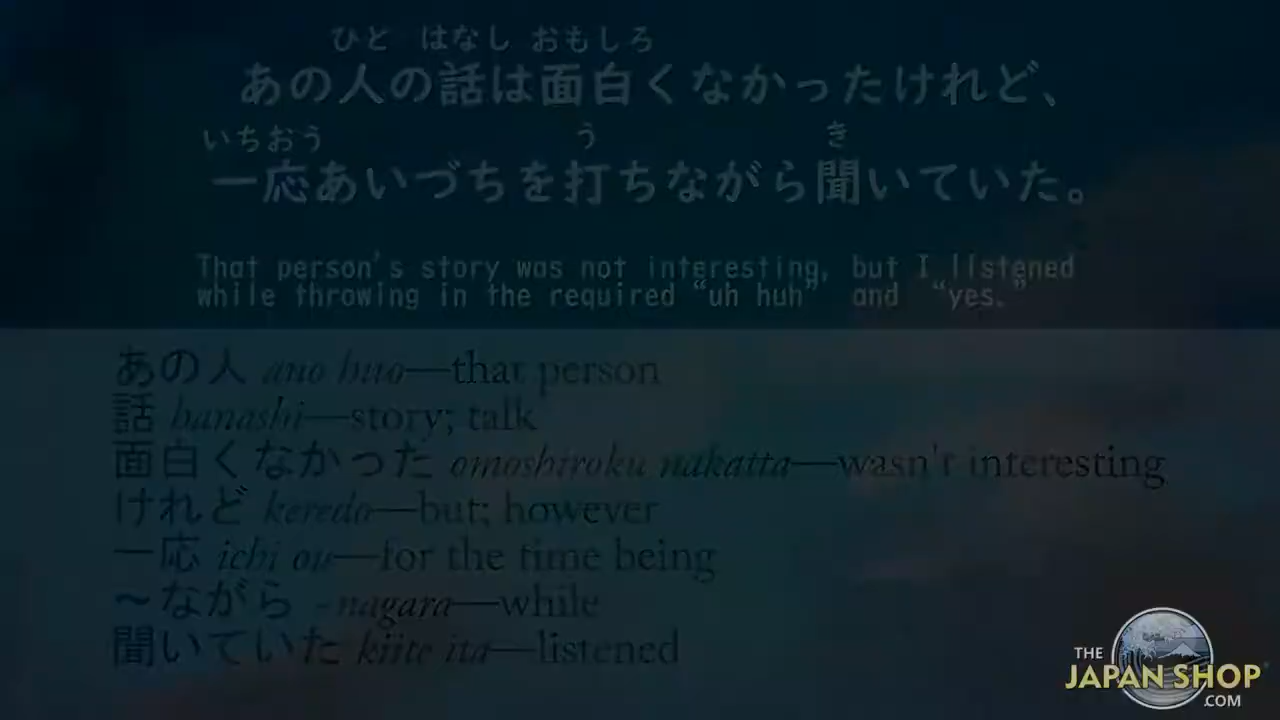 ひと はなし おもしろ
あの人の話は面白くなかったけれど、
いちおう う き
一応あいづちを打ちながら聞いていた。
That person's story was not interesting, but I listened
while throwing in the required “uh huh” and “yes.”
あの人 ano hito—that person
話 hanashi—story; talk
面白くなかった omoshiroku nakatta—wasn't interesting
けれど keredo—but; however
一応 ichi ou—for the time being
～ながら -nagara—while
聞いていた kiite ita—listened
THE
JAPAN SHOP
.COM